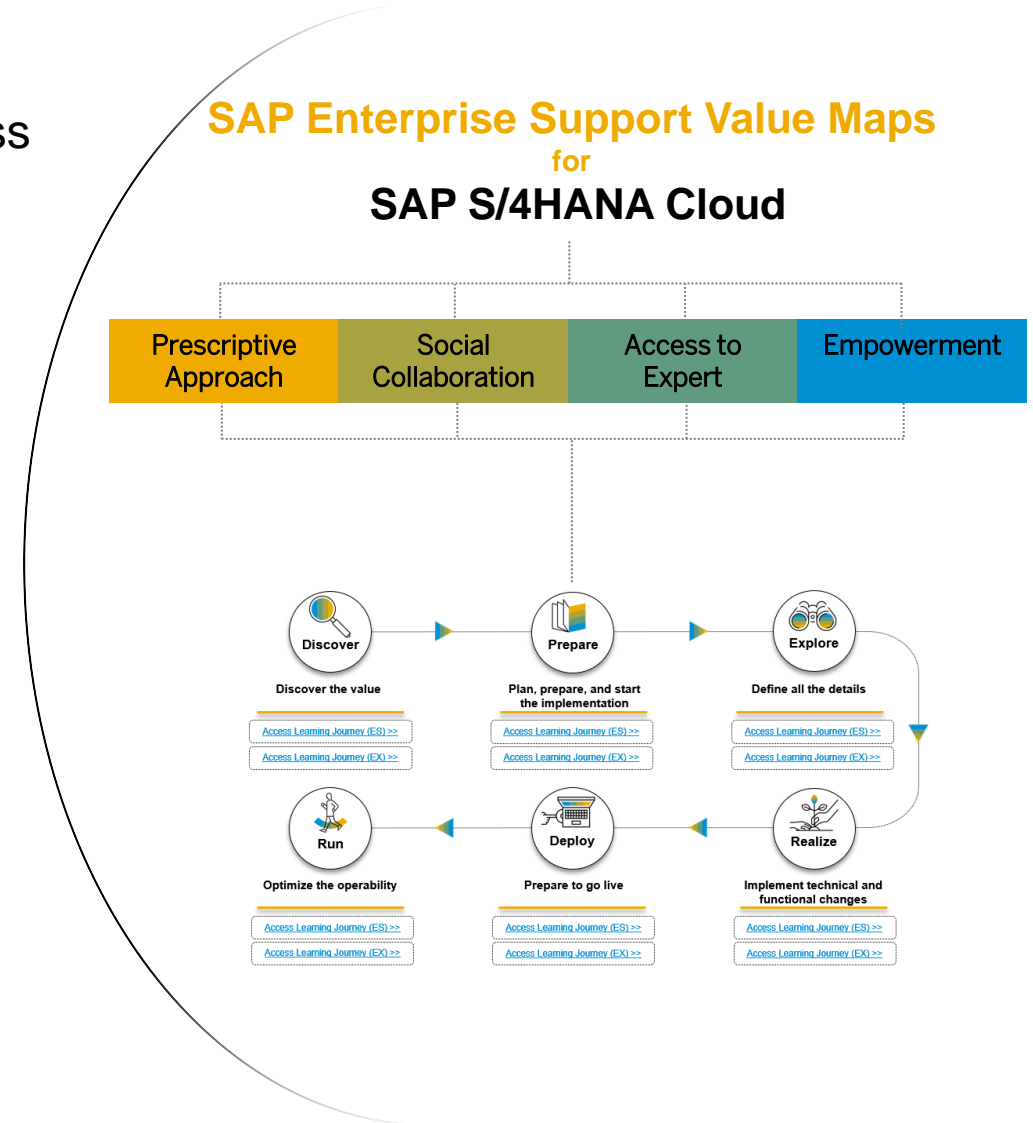 SAP Enterprise Support Value Maps
for
SAP S/4HANA Cloud
Prescriptive
Approach
Social
Collaboration
Access to
Expert
Empowerment
Discover
Discover the value
Access Learning Journey (ES) >>
Access Learning Journey (EX) >>
Prepare
Plan, prepare, and start
the implementation
Access Learning Journey (ES) >>
Access Learning Journey (EX) >>
Explore
Define all the details
Access Learning Journey (ES) >>
Access Learning Journey (EX) >>
Run
Optimize the operability
Access Learning Journey (ES) >>
Access Learning Journey (EX) >>
Deploy
Prepare to go live
Access Learning Journey (ES) >>
Access Learning Journey (EX) >>
Realize
Implement technical and
functional changes
Access Learning Journey (ES) >>
Access Learning Journey (EX) >>